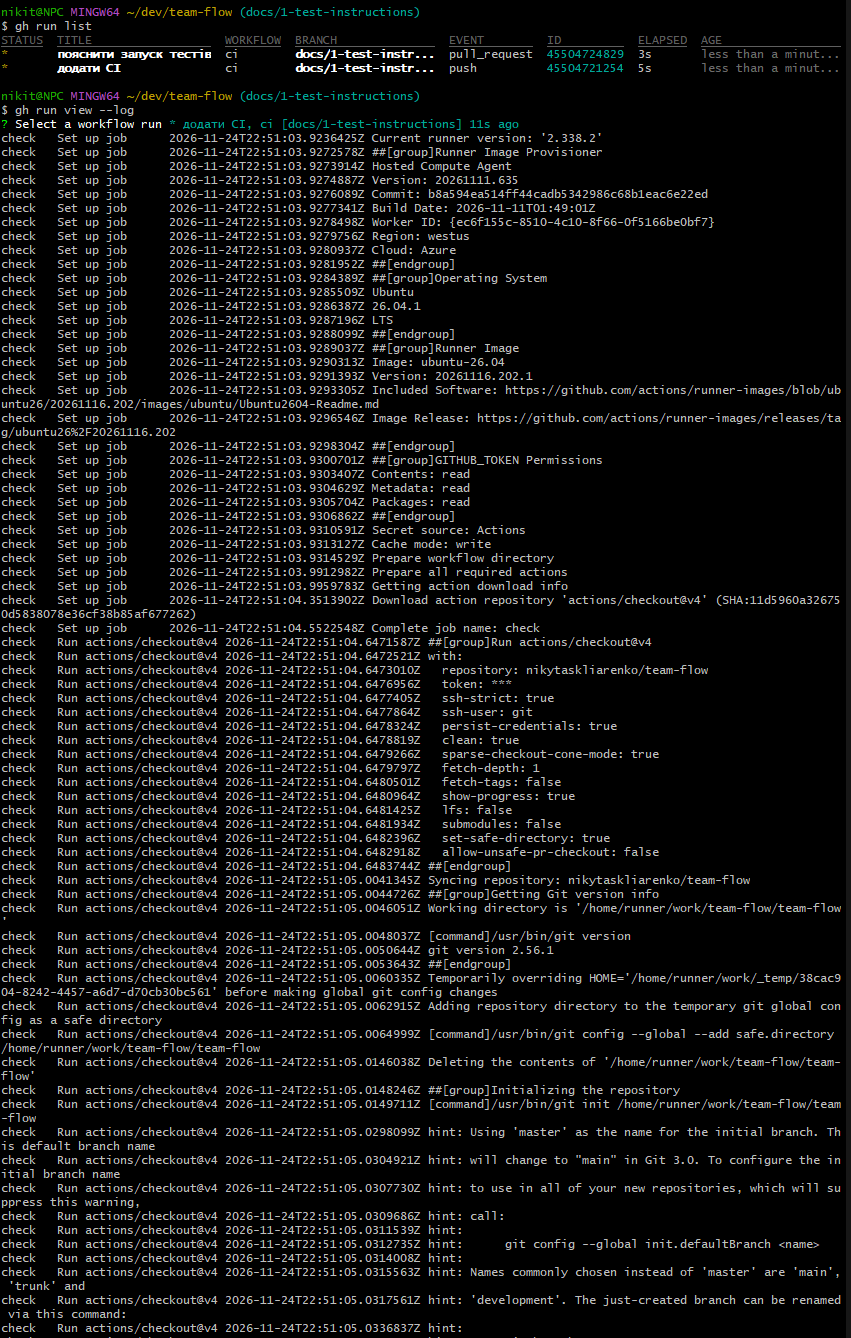 nikit@NPC MINGW64 ~/dev/team-flow (docs/1-test-instructions)
$ gh run list
STATUS  TITLE                   WORKFLOW  BRANCH                EVENT         ID           ELAPSED  AGE
*       пояснити запуск тестів  ci        docs/1-test-instr...  pull_request  45504724829  3s       less than a minut...
*       додати CI               ci        docs/1-test-instr...  push          45504721254  5s       less than a minut...

nikit@NPC MINGW64 ~/dev/team-flow (docs/1-test-instructions)
$ gh run view --log
? Select a workflow run * додати CI, ci [docs/1-test-instructions] 11s ago
check   Set up job      2026-11-24T22:51:03.9236425Z Current runner version: '2.338.2'
check   Set up job      2026-11-24T22:51:03.9272578Z ##[group]Runner Image Provisioner
check   Set up job      2026-11-24T22:51:03.9273914Z Hosted Compute Agent
check   Set up job      2026-11-24T22:51:03.9274887Z Version: 20261111.635
check   Set up job      2026-11-24T22:51:03.9276089Z Commit: b8a594ea514ff44cadb5342986c68b1eac6e22ed
check   Set up job      2026-11-24T22:51:03.9277341Z Build Date: 2026-11-11T01:49:01Z
check   Set up job      2026-11-24T22:51:03.9278498Z Worker ID: {ec6f155c-8510-4c10-8f66-0f5166be0bf7}
check   Set up job      2026-11-24T22:51:03.9279756Z Region: westus
check   Set up job      2026-11-24T22:51:03.9280937Z Cloud: Azure
check   Set up job      2026-11-24T22:51:03.9281952Z ##[endgroup]
check   Set up job      2026-11-24T22:51:03.9284389Z ##[group]Operating System
check   Set up job      2026-11-24T22:51:03.9285509Z Ubuntu
check   Set up job      2026-11-24T22:51:03.9286387Z 26.04.1
check   Set up job      2026-11-24T22:51:03.9287196Z LTS
check   Set up job      2026-11-24T22:51:03.9288099Z ##[endgroup]
check   Set up job      2026-11-24T22:51:03.9289037Z ##[group]Runner Image
check   Set up job      2026-11-24T22:51:03.9290313Z Image: ubuntu-26.04
check   Set up job      2026-11-24T22:51:03.9291393Z Version: 20261116.202.1
check   Set up job      2026-11-24T22:51:03.9293305Z Included Software: https://github.com/actions/runner-images/blob/ub
untu26/20261116.202/images/ubuntu/Ubuntu2604-Readme.md
check   Set up job      2026-11-24T22:51:03.9296546Z Image Release: https://github.com/actions/runner-images/releases/ta
g/ubuntu26%2F20261116.202
check   Set up job      2026-11-24T22:51:03.9298304Z ##[endgroup]
check   Set up job      2026-11-24T22:51:03.9300701Z ##[group]GITHUB_TOKEN Permissions
check   Set up job      2026-11-24T22:51:03.9303407Z Contents: read
check   Set up job      2026-11-24T22:51:03.9304629Z Metadata: read
check   Set up job      2026-11-24T22:51:03.9305704Z Packages: read
check   Set up job      2026-11-24T22:51:03.9306862Z ##[endgroup]
check   Set up job      2026-11-24T22:51:03.9310591Z Secret source: Actions
check   Set up job      2026-11-24T22:51:03.9313127Z Cache mode: write
check   Set up job      2026-11-24T22:51:03.9314529Z Prepare workflow directory
check   Set up job      2026-11-24T22:51:03.9912982Z Prepare all required actions
check   Set up job      2026-11-24T22:51:03.9959783Z Getting action download info
check   Set up job      2026-11-24T22:51:04.3513902Z Download action repository 'actions/checkout@v4' (SHA:11d5960a32675
0d5838078e36cf38b85af677262)
check   Set up job      2026-11-24T22:51:04.5522548Z Complete job name: check
check   Run actions/checkout@v4 2026-11-24T22:51:04.6471587Z ##[group]Run actions/checkout@v4
check   Run actions/checkout@v4 2026-11-24T22:51:04.6472521Z with:
check   Run actions/checkout@v4 2026-11-24T22:51:04.6473010Z   repository: nikytaskliarenko/team-flow
check   Run actions/checkout@v4 2026-11-24T22:51:04.6476956Z   token: ***
check   Run actions/checkout@v4 2026-11-24T22:51:04.6477405Z   ssh-strict: true
check   Run actions/checkout@v4 2026-11-24T22:51:04.6477864Z   ssh-user: git
check   Run actions/checkout@v4 2026-11-24T22:51:04.6478324Z   persist-credentials: true
check   Run actions/checkout@v4 2026-11-24T22:51:04.6478819Z   clean: true
check   Run actions/checkout@v4 2026-11-24T22:51:04.6479266Z   sparse-checkout-cone-mode: true
check   Run actions/checkout@v4 2026-11-24T22:51:04.6479797Z   fetch-depth: 1
check   Run actions/checkout@v4 2026-11-24T22:51:04.6480501Z   fetch-tags: false
check   Run actions/checkout@v4 2026-11-24T22:51:04.6480964Z   show-progress: true
check   Run actions/checkout@v4 2026-11-24T22:51:04.6481425Z   lfs: false
check   Run actions/checkout@v4 2026-11-24T22:51:04.6481934Z   submodules: false
check   Run actions/checkout@v4 2026-11-24T22:51:04.6482396Z   set-safe-directory: true
check   Run actions/checkout@v4 2026-11-24T22:51:04.6482918Z   allow-unsafe-pr-checkout: false
check   Run actions/checkout@v4 2026-11-24T22:51:04.6483744Z ##[endgroup]
check   Run actions/checkout@v4 2026-11-24T22:51:05.0041345Z Syncing repository: nikytaskliarenko/team-flow
check   Run actions/checkout@v4 2026-11-24T22:51:05.0044726Z ##[group]Getting Git version info
check   Run actions/checkout@v4 2026-11-24T22:51:05.0046051Z Working directory is '/home/runner/work/team-flow/team-flow
'
check   Run actions/checkout@v4 2026-11-24T22:51:05.0048037Z [command]/usr/bin/git version
check   Run actions/checkout@v4 2026-11-24T22:51:05.0050644Z git version 2.56.1
check   Run actions/checkout@v4 2026-11-24T22:51:05.0053643Z ##[endgroup]
check   Run actions/checkout@v4 2026-11-24T22:51:05.0060335Z Temporarily overriding HOME='/home/runner/work/_temp/38cac9
04-8242-4457-a6d7-d70cb30bc561' before making global git config changes
check   Run actions/checkout@v4 2026-11-24T22:51:05.0062915Z Adding repository directory to the temporary git global con
fig as a safe directory
check   Run actions/checkout@v4 2026-11-24T22:51:05.0064999Z [command]/usr/bin/git config --global --add safe.directory
/home/runner/work/team-flow/team-flow
check   Run actions/checkout@v4 2026-11-24T22:51:05.0146038Z Deleting the contents of '/home/runner/work/team-flow/team-
flow'
check   Run actions/checkout@v4 2026-11-24T22:51:05.0148246Z ##[group]Initializing the repository
check   Run actions/checkout@v4 2026-11-24T22:51:05.0149711Z [command]/usr/bin/git init /home/runner/work/team-flow/team
-flow
check   Run actions/checkout@v4 2026-11-24T22:51:05.0298099Z hint: Using 'master' as the name for the initial branch. Th
is default branch name
check   Run actions/checkout@v4 2026-11-24T22:51:05.0304921Z hint: will change to "main" in Git 3.0. To configure the in
itial branch name
check   Run actions/checkout@v4 2026-11-24T22:51:05.0307730Z hint: to use in all of your new repositories, which will su
ppress this warning,
check   Run actions/checkout@v4 2026-11-24T22:51:05.0309686Z hint: call:
check   Run actions/checkout@v4 2026-11-24T22:51:05.0311539Z hint:
check   Run actions/checkout@v4 2026-11-24T22:51:05.0312735Z hint:      git config --global init.defaultBranch <name>
check   Run actions/checkout@v4 2026-11-24T22:51:05.0314008Z hint:
check   Run actions/checkout@v4 2026-11-24T22:51:05.0315563Z hint: Names commonly chosen instead of 'master' are 'main',
 'trunk' and
check   Run actions/checkout@v4 2026-11-24T22:51:05.0317561Z hint: 'development'. The just-created branch can be renamed
 via this command:
check   Run actions/checkout@v4 2026-11-24T22:51:05.0336837Z hint: